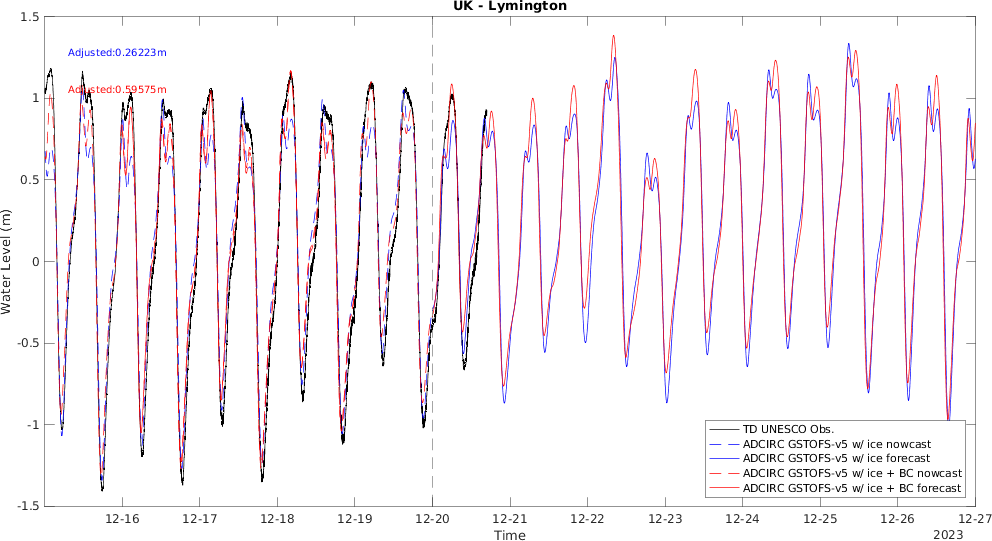 UK - Lymington
Adjusted:0.26223m
Adjusted:0.59575m
Water Level (m)
1.5
1
0.5
0
-0.5
-1
-1.5
TD UNESCO Obs.
ADCIRC GSTOFS-v5 w/ ice nowcast
ADCIRC GSTOFS-v5 w/ ice forecast
ADCIRC GSTOFS-v5 w/ ice + BC nowcast
ADCIRC GSTOFS-v5 w/ ice + BC forecast
12-16 12-17 12-18 12-19 12-20 12-21 12-22 12-23 12-24 12-25 12-26 12-27
Time
2023